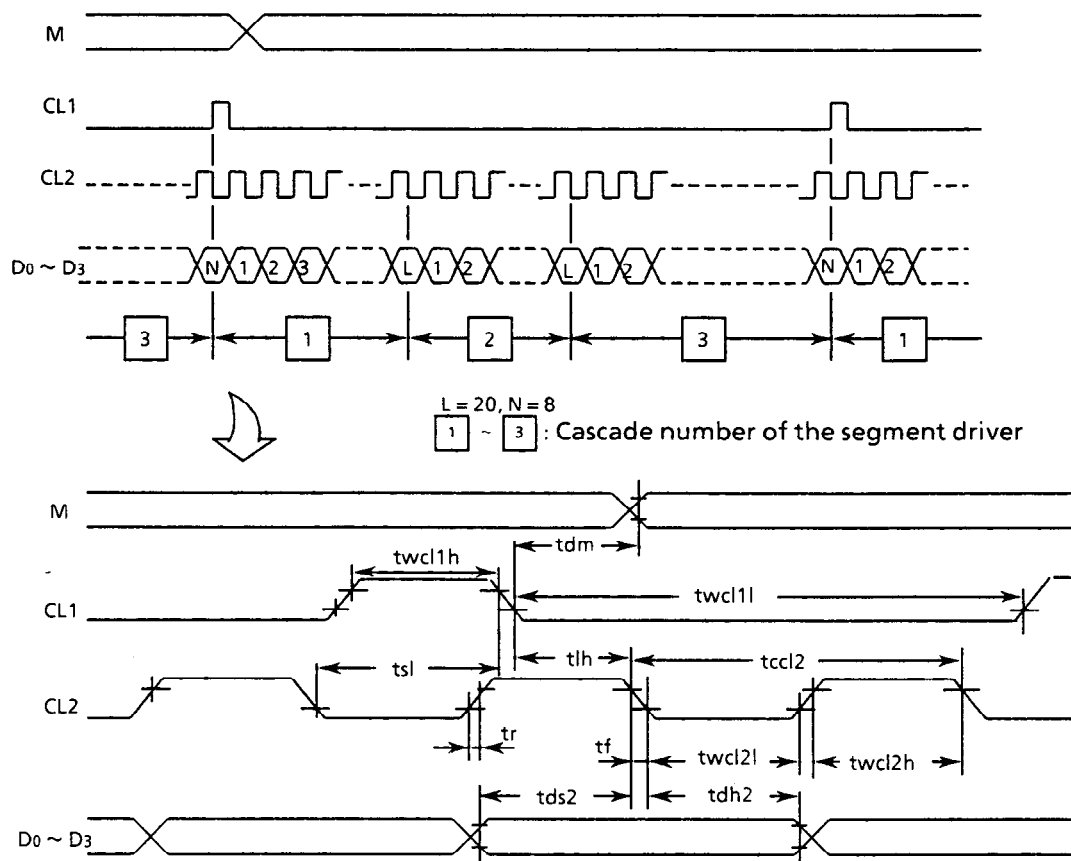 M
CL1
CL2
D0 ~ D3
N 1 2 3 L 1 2 L 1 2 N 1 2
3 1 2 3 1
L = 20, N = 8
1 ~ 3 : Cascade number of the segment driver
M
tdm
twcl1h
CL1
twcl1l
tsl tlh tccl2
CL2
tr tf twcl2l twcl2h
tds2 tdh2
D0 ~ D3